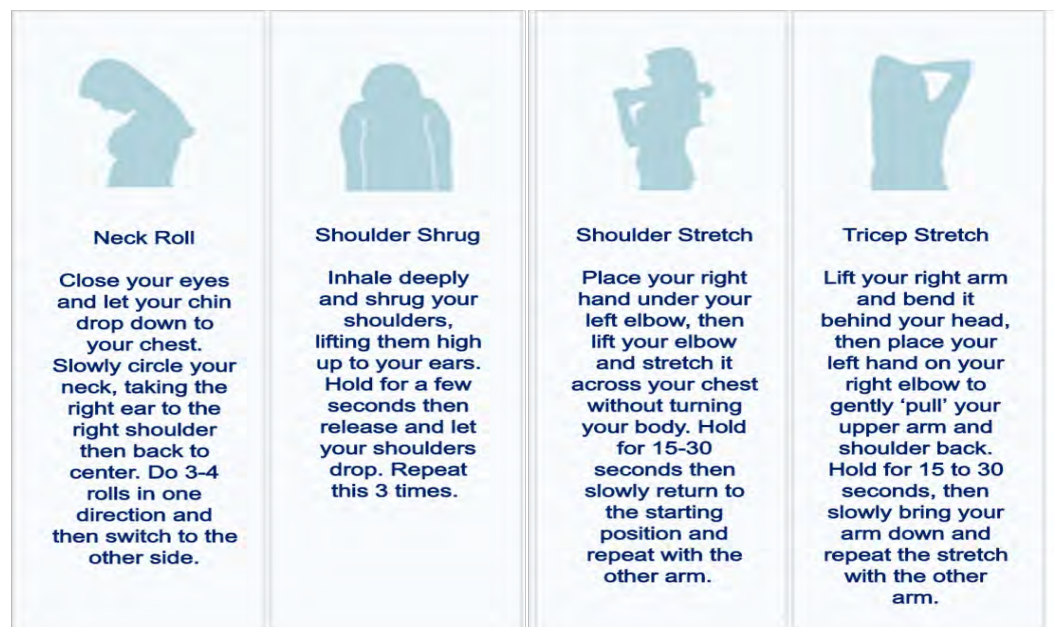 Neck Roll
Close your eyes
and let your chin
drop down to
your chest.
Slowly circle your
neck, taking the
right ear to the
right shoulder
then back to
center. Do 3-4
rolls in one
direction and
then switch to the
other side.
Shoulder Shrug
Inhale deeply
and shrug your
shoulders,
lifting them high
up to your ears.
Hold for a few
seconds then
release and let
your shoulders
drop. Repeat
this 3 times.
Shoulder Stretch
Place your right
hand under your
left elbow, then
lift your elbow
and stretch it
across your chest
without turning
your body. Hold
for 15-30
seconds then
slowly return to
the starting
position and
repeat with the
other arm.
Tricep Stretch
Lift your right arm
and bend it
behind your head,
then place your
left hand on your
right elbow to
gently ‘pull’ your
upper arm and
shoulder back.
Hold for 15 to 30
seconds, then
slowly bring your
arm down and
repeat the stretch
with the other
arm.